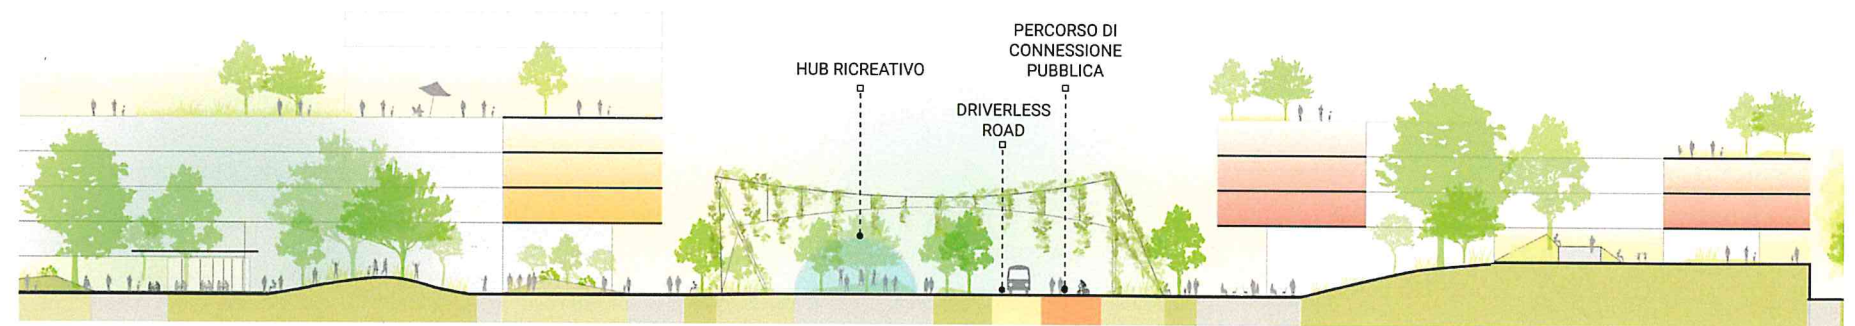 HUB RICREATIVO
DRIVERLESS
ROAD
PERCORSO DI
CONNESSIONE
PUBBLICA